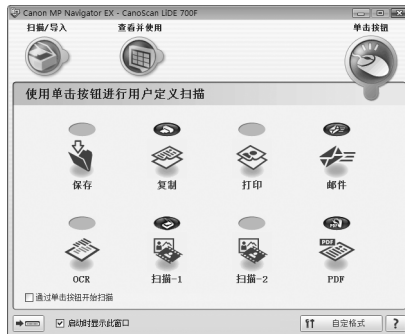 Canon MP Navigator EX - CanoScan LiDE 700F
扫描/导入 查看并使用 单击按钮
使用单击按钮进行用户定义扫描
保存 复制 打印 邮件
PDF
OCR 扫描-1 扫描-2 PDF
通过单击按钮开始扫描
启动时显示此窗口 自定格式 ?